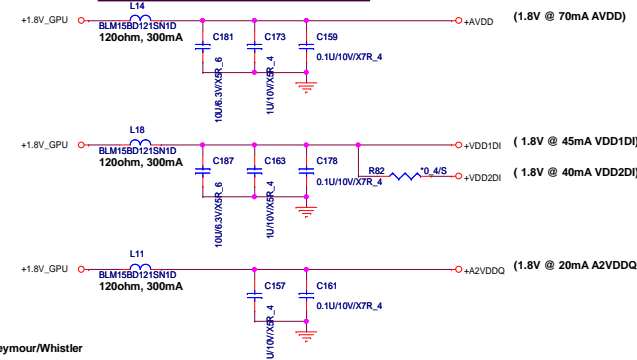 L14
+1.8V_GPU
BLM15BD121SN1D
120ohm, 300mA
+AVDD
(1.8V @ 70mA AVDD)
C181
10U/6.3V/X5R_6
C173
1U/10V/X5R_4
C159
0.1U/10V/X7R_4
L18
+1.8V_GPU
BLM15BD121SN1D
120ohm, 300mA
+VDD1DI
( 1.8V @ 45mA VDD1DI)
C187
10U/6.3V/X5R_6
C163
1U/10V/X5R_4
C178
0.1U/10V/X7R_4
R82
*0_4/S
+VDD2DI
( 1.8V @ 40mA VDD2DI)
L11
+1.8V_GPU
BLM15BD121SN1D
120ohm, 300mA
+A2VDDQ
(1.8V @ 20mA A2VDDQ
C157
U/10V/X5R_4
C161
0.1U/10V/X7R_4
eymour/Whistler